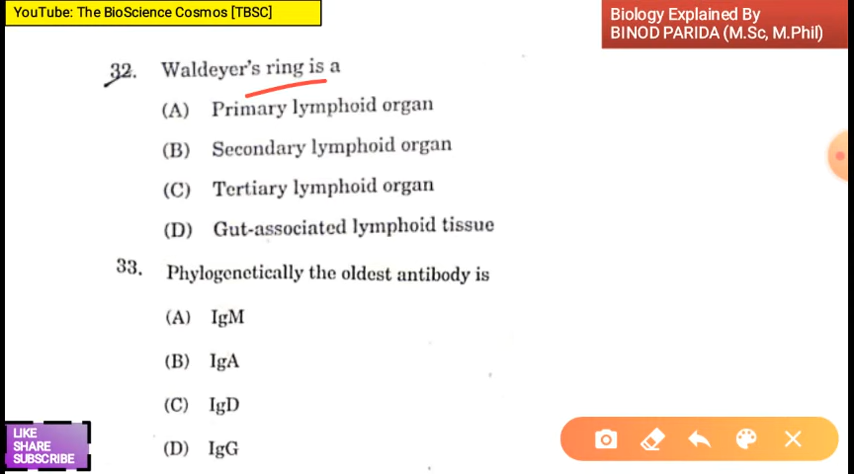 YouTube: The BioScience Cosmos [TBSC]
Biology Explained By
BINOD PARIDA (M.Sc, M.Phil)
32. Waldeyer's ring is a
(A) Primary lymphoid organ
(B) Secondary lymphoid organ
(C) Tertiary lymphoid organ
(D) Gut-associated lymphoid tissue
33. Phylogenetically the oldest antibody is
(A) IgM
(B) IgA
(C) IgD
(D) IgG
LIKE
SHARE
SUBSCRIBE